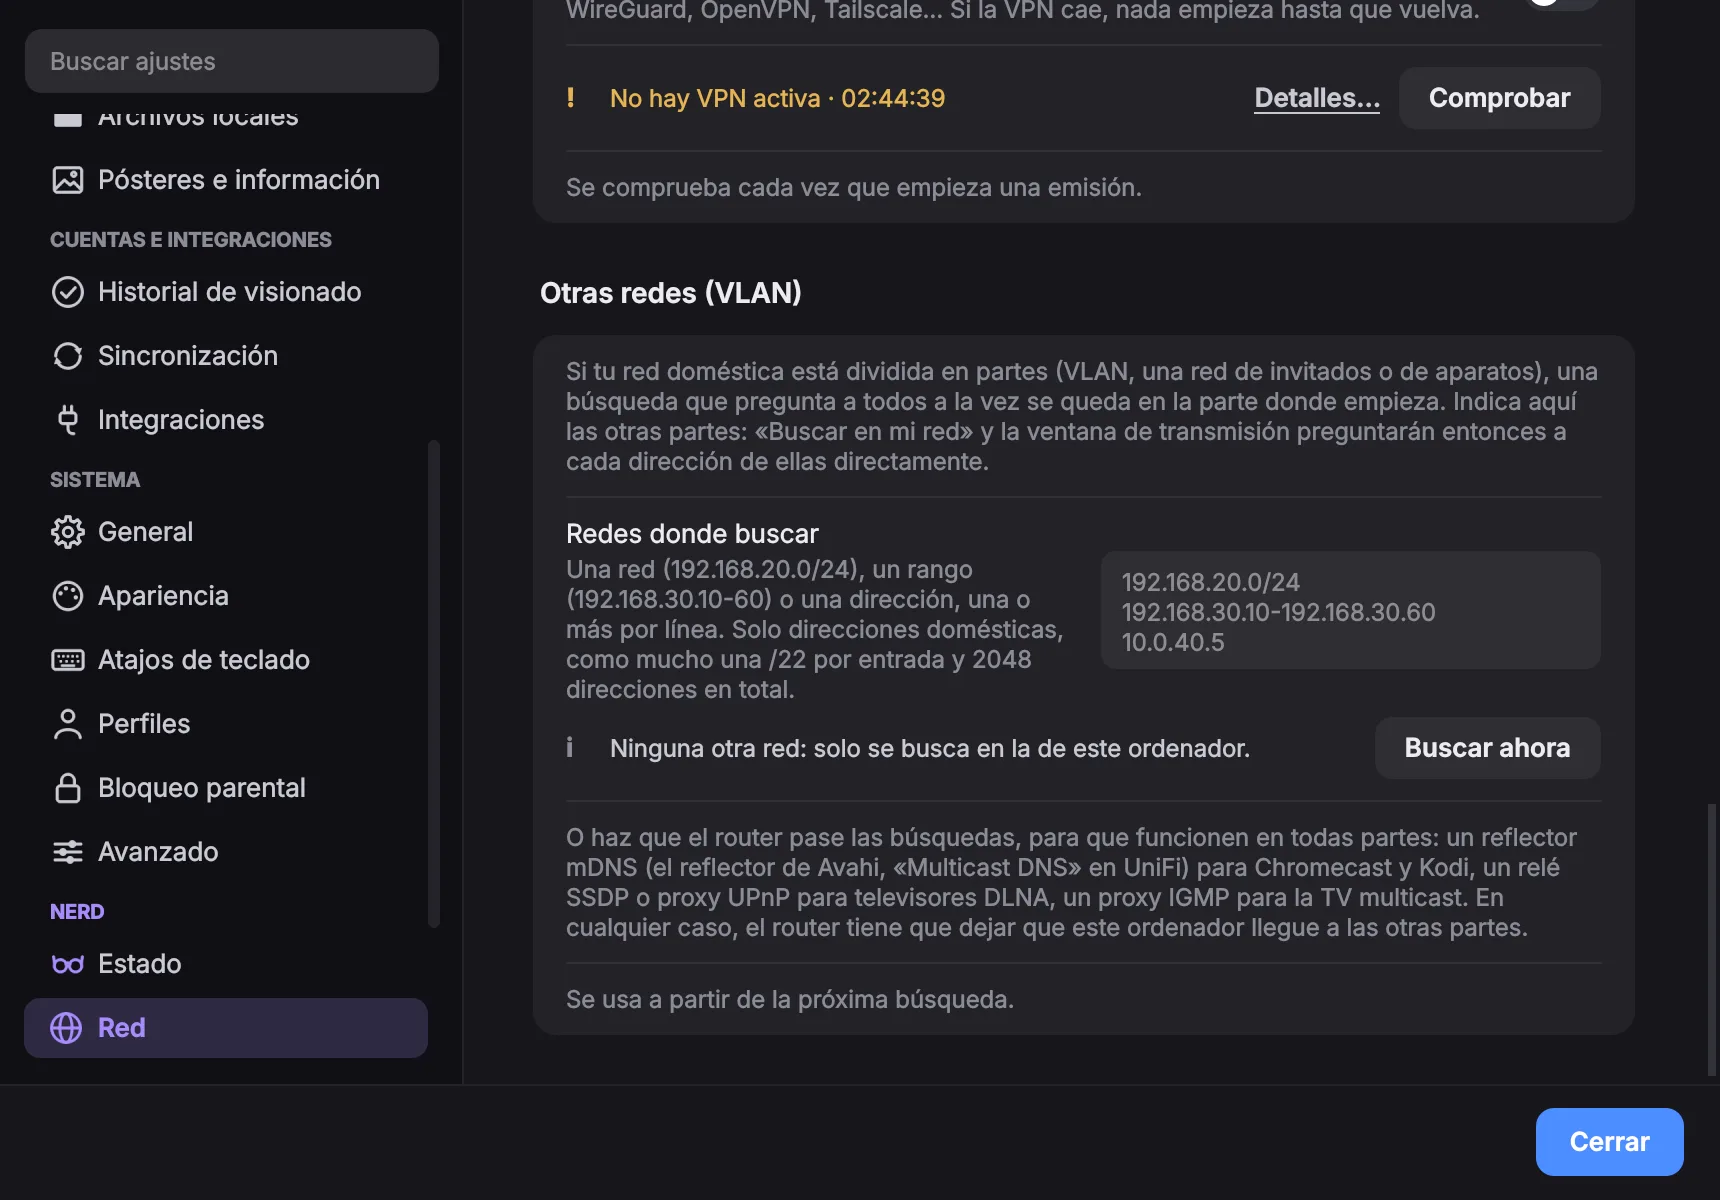 Buscar ajustes
Archivos locales
Pósteres e información
CUENTAS E INTEGRACIONES
Historial de visionado
Sincronización
Integraciones
SISTEMA
General
Apariencia
Atajos de teclado
Perfiles
Bloqueo parental
Avanzado
NERD
Estado
Red
WireGuard, OpenVPN, Tailscale... Si la VPN cae, nada empieza hasta que vuelva.
! No hay VPN activa · 02:44:39
Detalles...
Comprobar
Se comprueba cada vez que empieza una emisión.
Otras redes (VLAN)
Si tu red doméstica está dividida en partes (VLAN, una red de invitados o de aparatos), una
búsqueda que pregunta a todos a la vez se queda en la parte donde empieza. Indica aquí
las otras partes: «Buscar en mi red» y la ventana de transmisión preguntarán entonces a
cada dirección de ellas directamente.
Redes donde buscar
Una red (192.168.20.0/24), un rango
(192.168.30.10-60) o una dirección, una o
más por línea. Solo direcciones domésticas,
como mucho una /22 por entrada y 2048
direcciones en total.
192.168.20.0/24
192.168.30.10-192.168.30.60
10.0.40.5
i Ninguna otra red: solo se busca en la de este ordenador.
Buscar ahora
O haz que el router pase las búsquedas, para que funcionen en todas partes: un reflector
mDNS (el reflector de Avahi, «Multicast DNS» en UniFi) para Chromecast y Kodi, un relé
SSDP o proxy UPnP para televisores DLNA, un proxy IGMP para la TV multicast. En
cualquier caso, el router tiene que dejar que este ordenador llegue a las otras partes.
Se usa a partir de la próxima búsqueda.
Cerrar